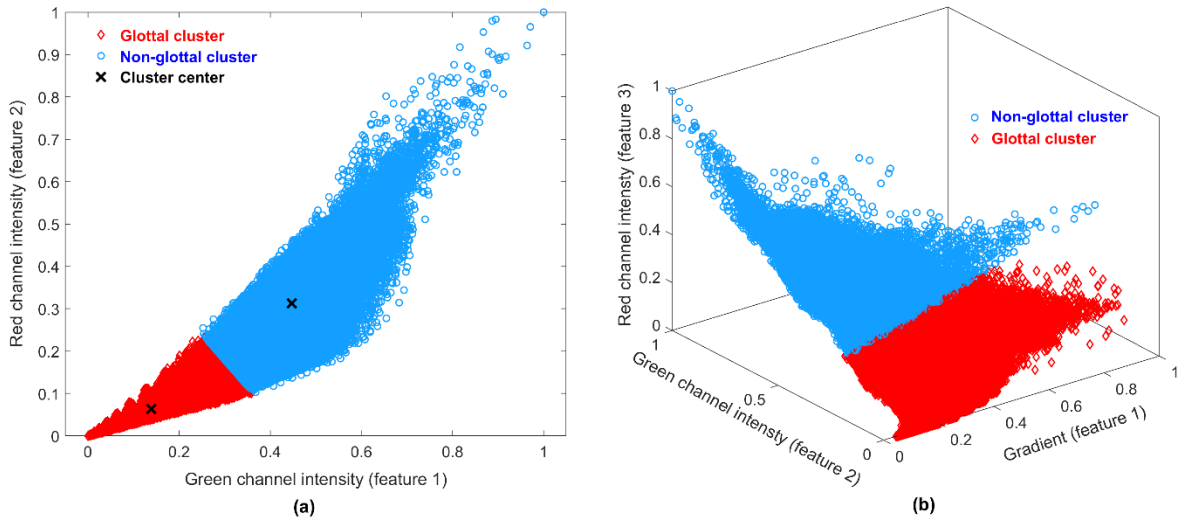 Glottal cluster
Non-glottal cluster
Cluster center
Red channel intensity (feature 2)
1
0.9
0.8
0.7
0.6
0.5
0.4
0.3
0.2
0.1
0
0 0.2 0.4 0.6 0.8 1
Green channel intensity (feature 1)
(a)
Non-glottal cluster
Glottal cluster
Red channel intensty (feature 3)
1
0.8
0.6
0.4
0.2
0
1
0.5
0
Green channel intensty (feature 2)
0
0.2
0.4
0.6
0.8
1
Gradient (feature 1)
(b)